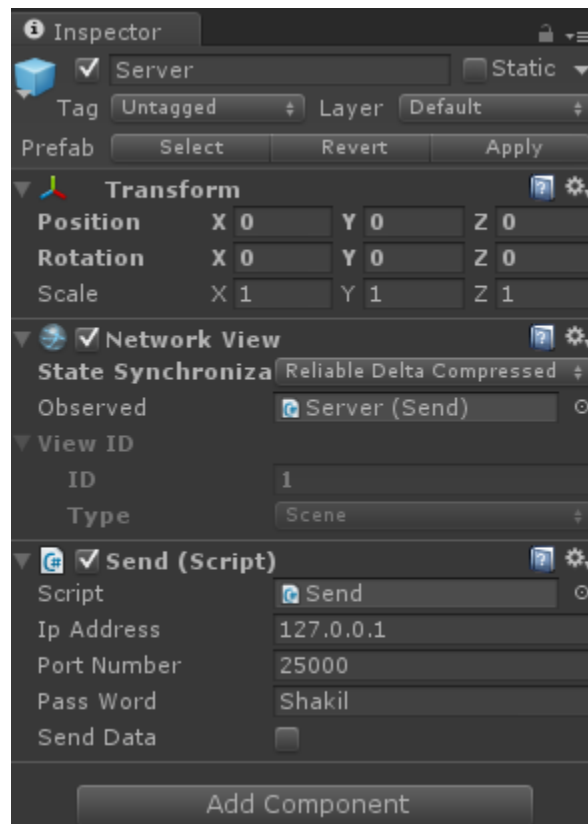 Inspector
Server Static
Tag Untagged Layer Default
Prefab Select Revert Apply
Transform
Position X 0 Y 0 Z 0
Rotation X 0 Y 0 Z 0
Scale X 1 Y 1 Z 1
Network View
State Synchroniza Reliable Delta Compressed
Observed Server (Send)
View ID
ID 1
Type Scene
Send (Script)
Script Send
Ip Address 127.0.0.1
Port Number 25000
Pass Word Shakil
Send Data
Add Component